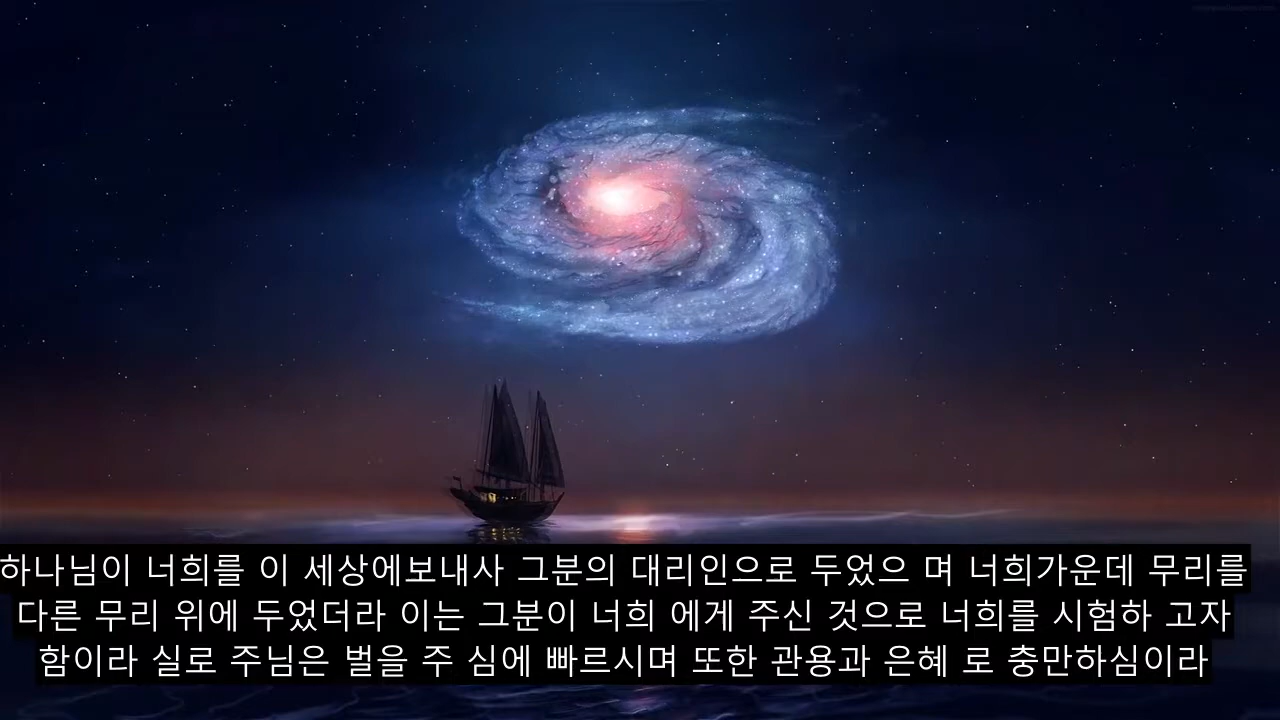 하나님이 너희를 이 세상에보내사 그분의 대리인으로 두었으 며 너희가운데 무리를
다른 무리 위에 두었더라 이는 그분이 너희 에게 주신 것으로 너희를 시험하 고자
함이라 실로 주님은 벌을 주 심에 빠르시며 또한 관용과 은혜 로 충만하심이라